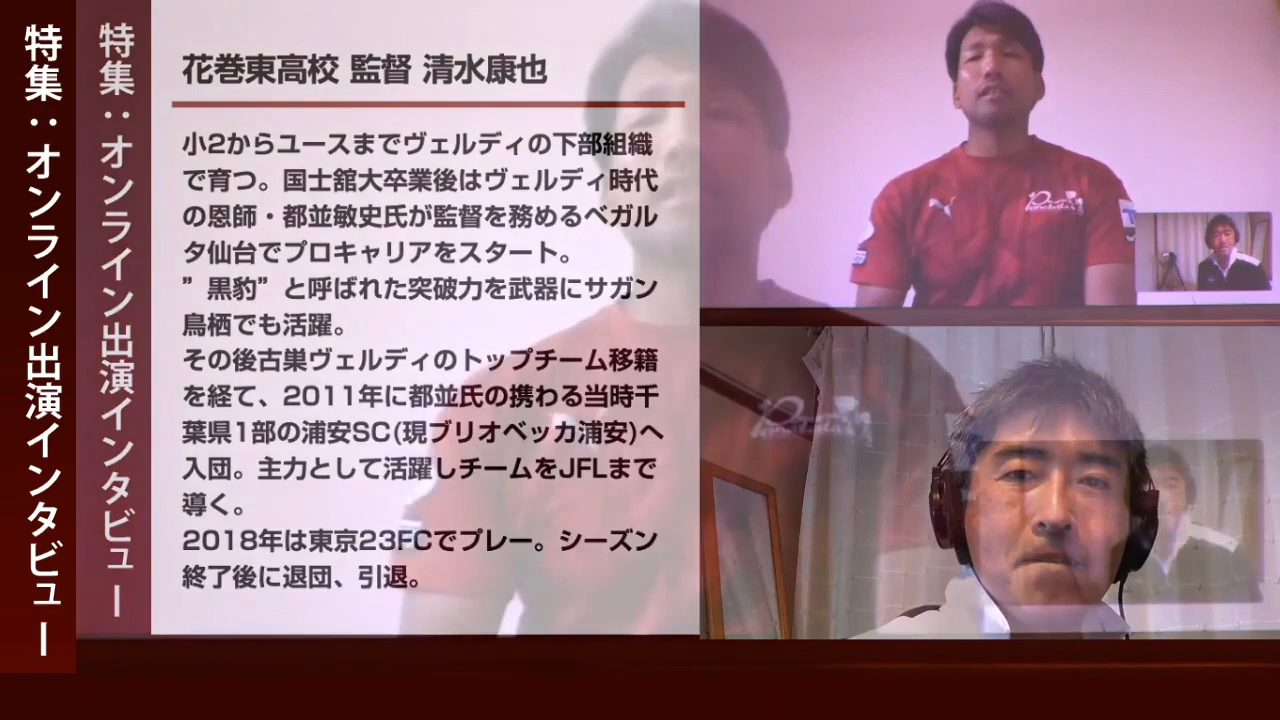 特集：オンライン出演インタビュー
特集：オンライン出演インタビュー
花巻東高校 監督 清水康也
小2からユースまでヴェルディの下部組織
で育つ。国士舘大卒業後はヴェルディ時代
の恩師・都並敏史氏が監督を務めるベガル
タ仙台でプロキャリアをスタート。
”黒豹”と呼ばれた突破力を武器にサガン
鳥栖でも活躍。
その後古巣ヴェルディのトップチーム移籍
を経て、2011年に都並氏の携わる当時千
葉県1部の浦安SC(現ブリオベッカ浦安)へ
入団。主力として活躍しチームをJFLまで
導く。
2018年は東京23FCでプレー。シーズン
終了後に退団、引退。